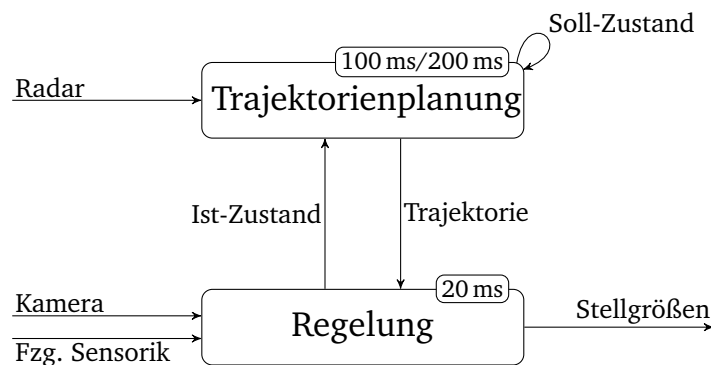 Soll-Zustand
100 ms/200 ms
Radar
Trajektorienplanung
Ist-Zustand
Trajektorie
20 ms
Kamera
Stellgrößen
Regelung
Fzg. Sensorik